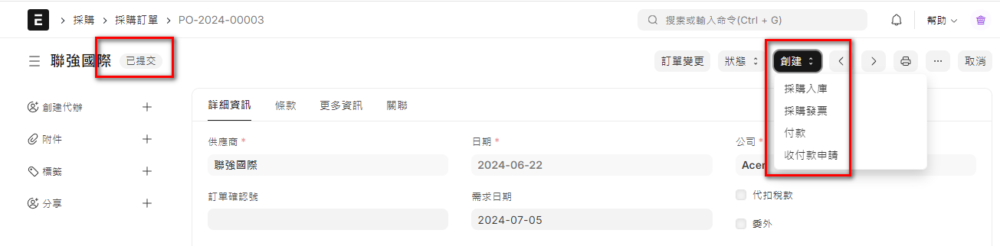 E
採購
採購訂單
PO-2024-00003
搜索或輸入命令(Ctrl + G)
幫助
聯強國際
已提交
訂單變更
狀態
創建
取消
採購入庫
採購發票
付款
收付款申請
創建代辦
附件
標籤
分享
詳細資訊
條款
更多資訊
關聯
供應商 *
日期 *
公司 *
聯強國際
2024-06-22
Acer
訂單確認號
需求日期
代扣稅款
2024-07-05
委外